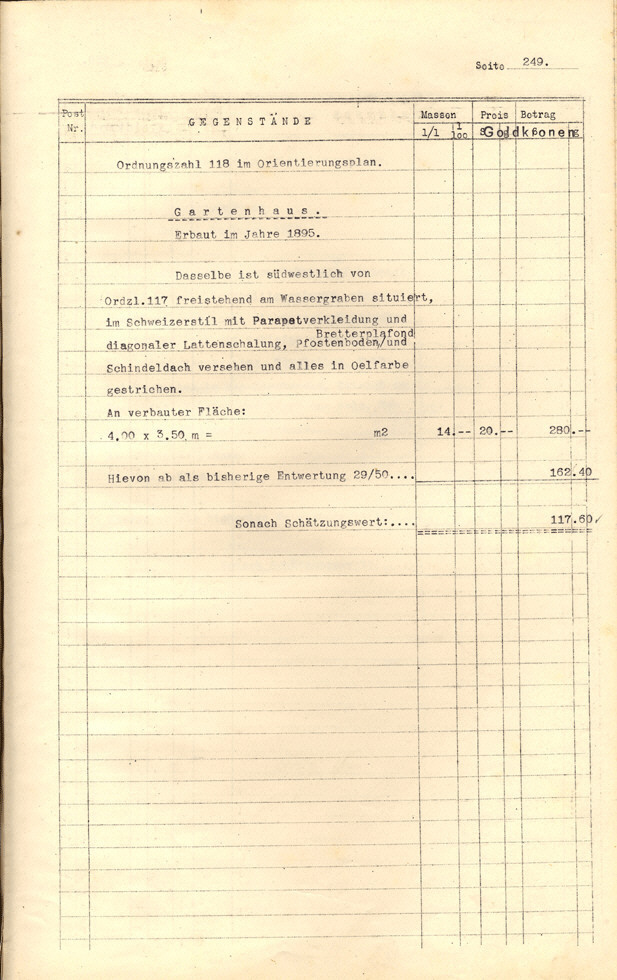 Seite 249.
Post Nr.
GEGENSTÄNDE
Massen
Preis
Betrag
1/1
1/100
Goldkronen
Ordnungszahl 118 im Orientierungsplan.
Gartenhaus.
Erbaut im Jahre 1895.
Dasselbe ist südwestlich von
Ordzl.117 freistehend am Wassergraben situiert,
im Schweizerstil mit Parapetverkleidung und
Bretterplafond
diagonaler Lattenschalung, Pfostenboden/und
Schindeldach versehen und alles in Oelfarbe
gestrichen.
An verbauter Fläche:
4.00 x 3.50 m = m2 14.-- 20.-- 280.--
Hievon ab als bisherige Entwertung 29/50.... 162.40
Sonach Schätzungswert:.... 117.60